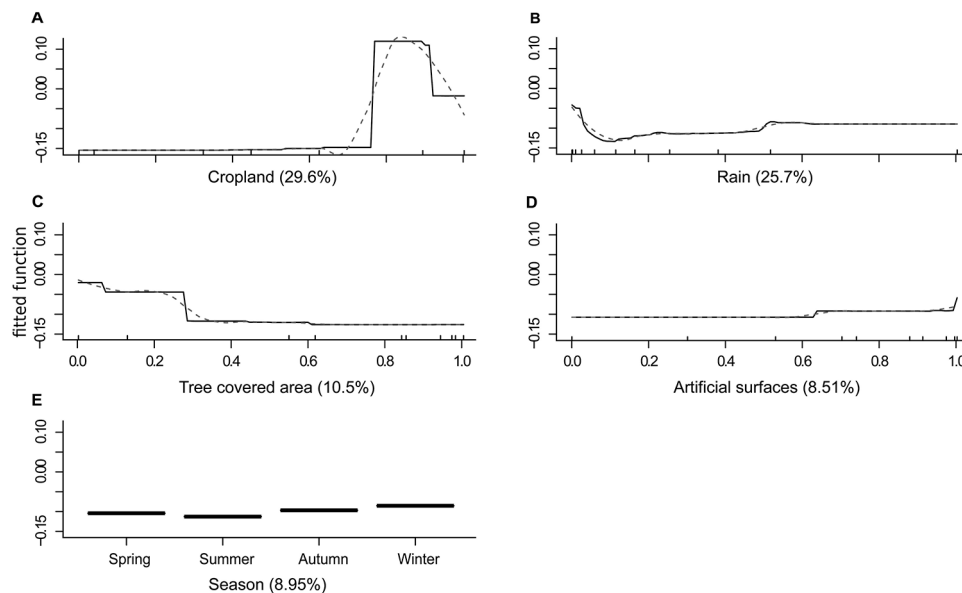 A
B
0.10
0.00
-0.15
0.10
0.00
-0.15
Cropland (29.6%)
Rain (25.7%)
C
D
fitted function
0.10
0.00
-0.15
0.10
0.00
-0.15
0.0 0.2 0.4 0.6 0.8 1.0
0.0 0.2 0.4 0.6 0.8 1.0
Tree covered area (10.5%)
Artificial surfaces (8.51%)
E
0.10
0.00
-0.15
Spring Summer Autumn Winter
Season (8.95%)